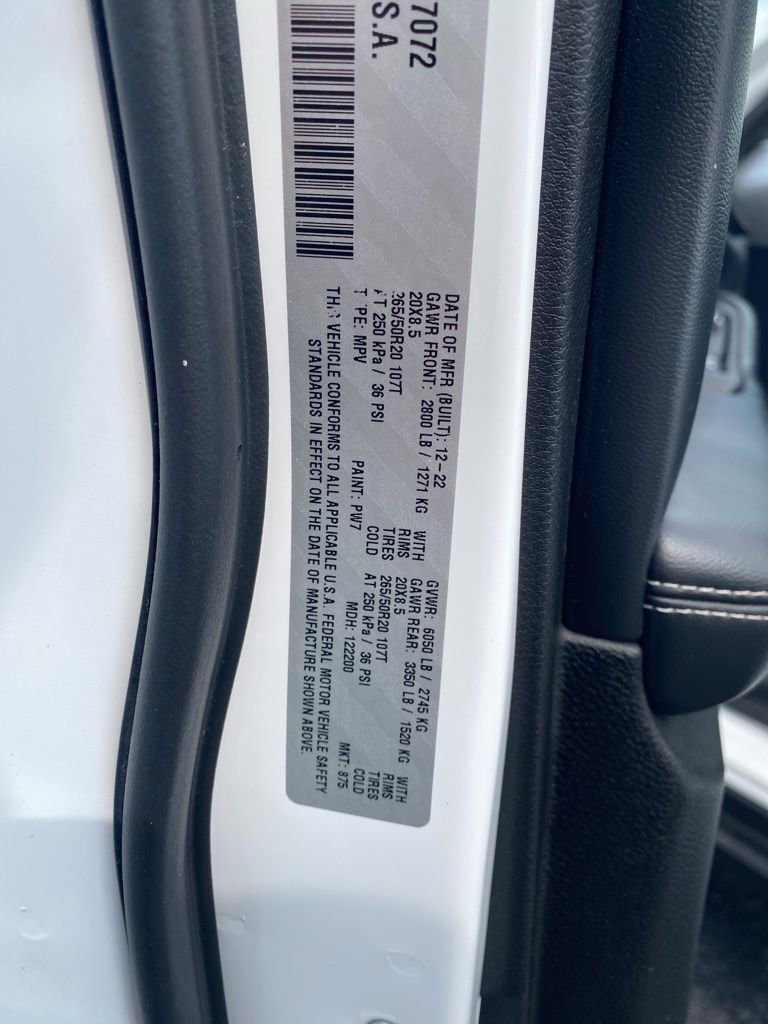 7072
S.A.
DATE OF MFR (BUILT): 12-22 GVWR: 6050 LB / 2745 KG
GAWR FRONT: 2800 LB / 1271 KG WITH GAWR REAR: 3350 LB / 1520 KG WITH
20X8.5 RIMS 20X8.5 RIMS
265/50R20 107T TIRES 265/50R20 107T TIRES
AT 250 kPa / 36 PSI COLD AT 250 kPa / 36 PSI COLD
T PE: MPV PAINT: PW7 MDH: 122200 MKT: 875
THIS VEHICLE CONFORMS TO ALL APPLICABLE U.S.A. FEDERAL MOTOR VEHICLE SAFETY
STANDARDS IN EFFECT ON THE DATE OF MANUFACTURE SHOWN ABOVE.